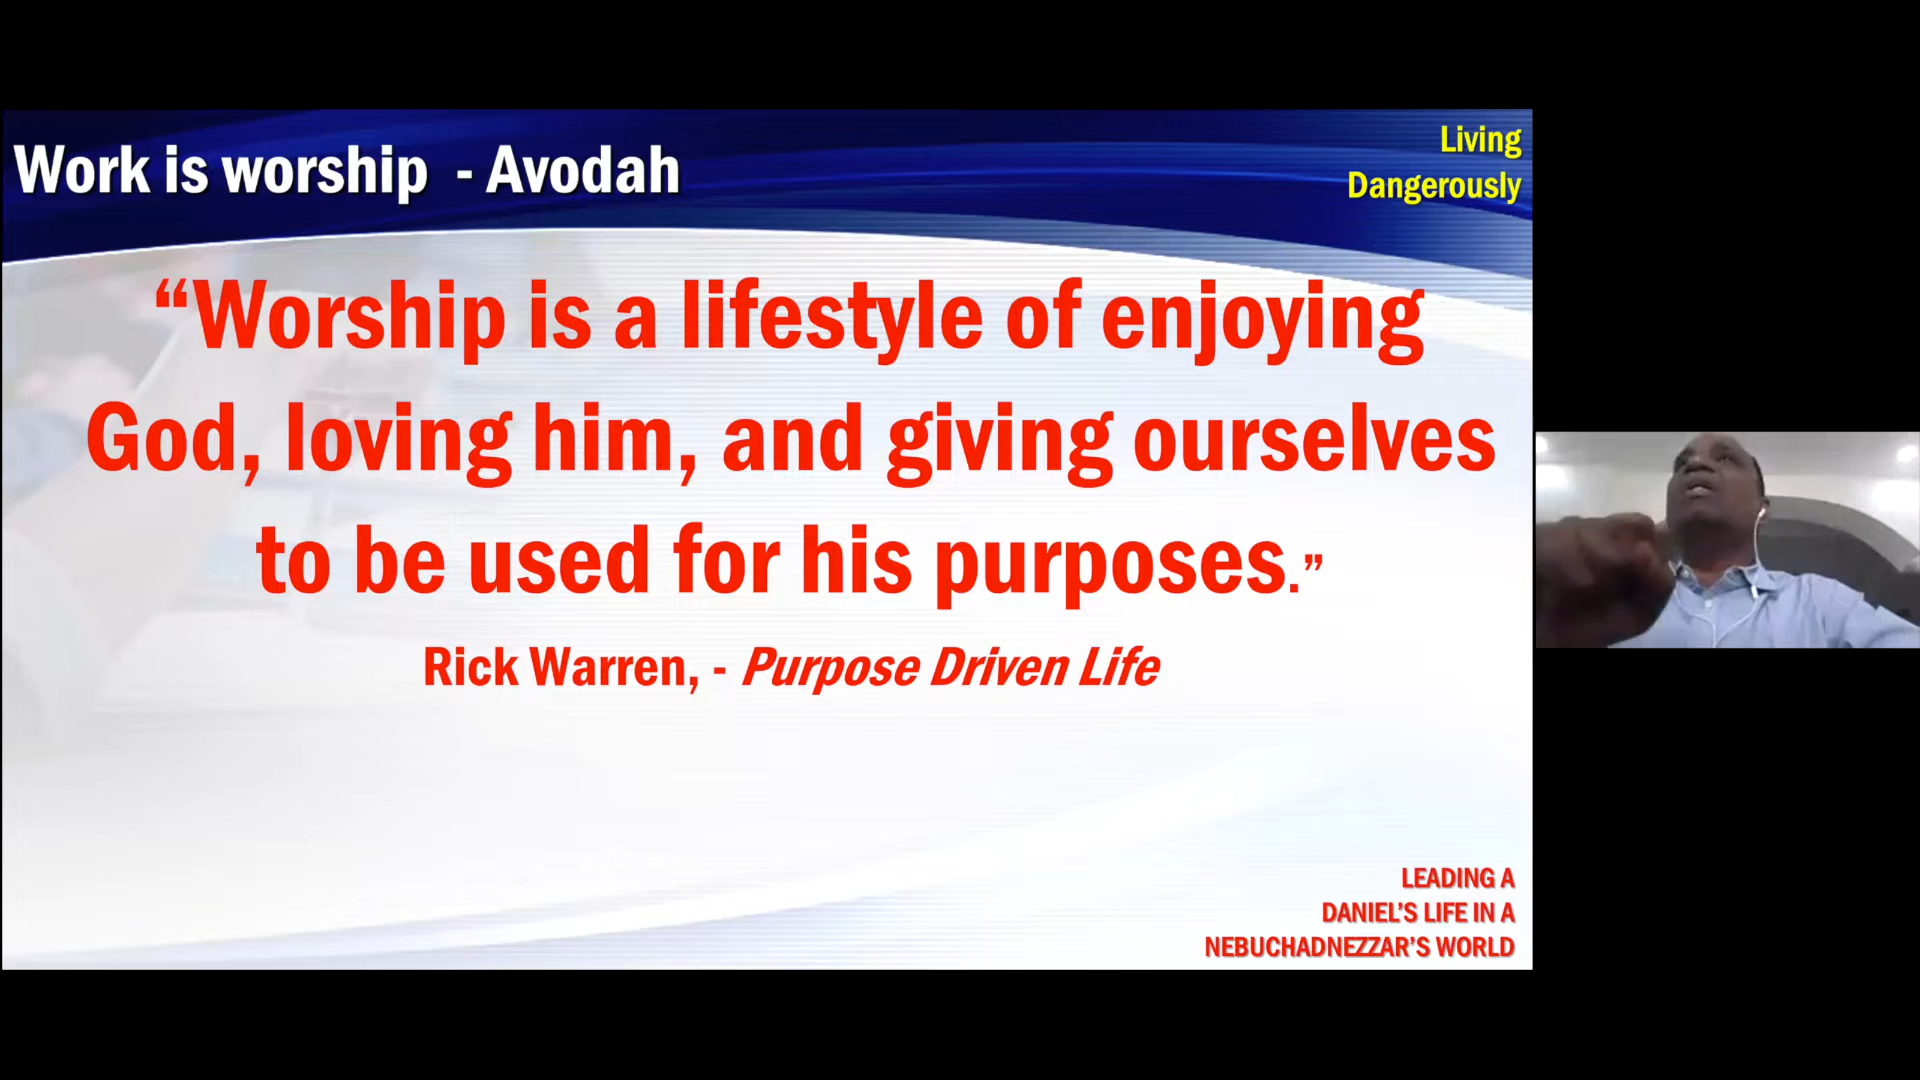 Work is worship  - Avodah
Living
Dangerously
“Worship is a lifestyle of enjoying
God, loving him, and giving ourselves
to be used for his purposes.”
Rick Warren, - Purpose Driven Life
LEADING A
DANIEL’S LIFE IN A
NEBUCHADNEZZAR’S WORLD